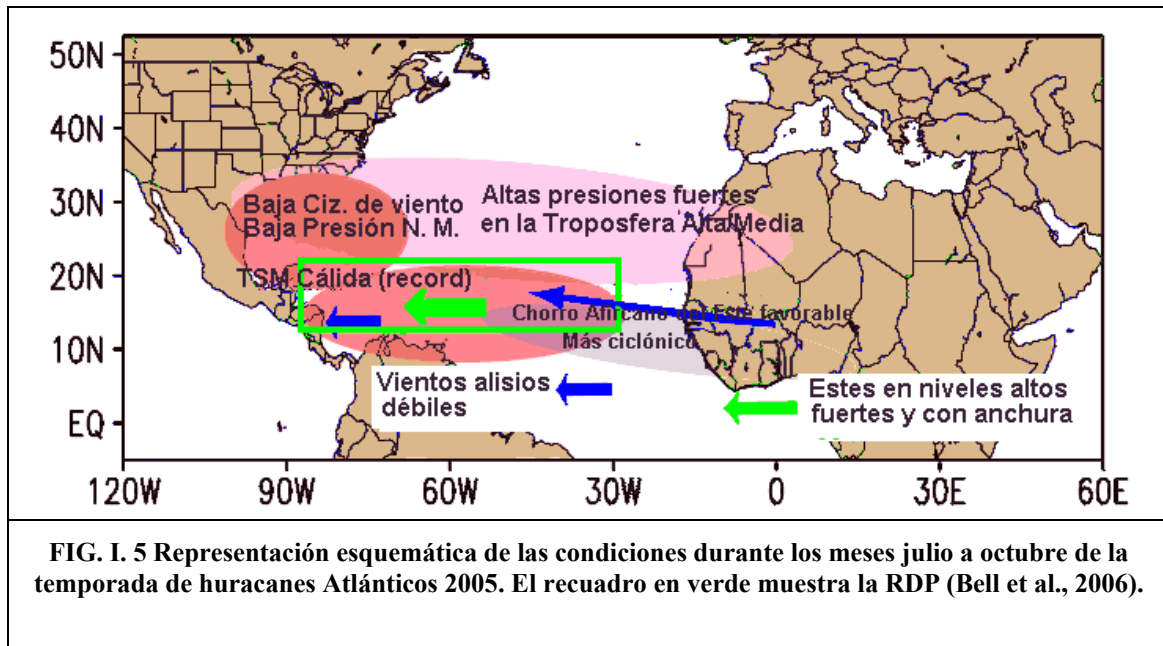 50N
40N
30N
20N
10N
EQ
Baja Ciz. de viento
Baja Presión N. M.
Altas presiones fuertes
en la Troposfera Alta/Media
TSM Cálida (record)
Chorro Africano del Este favorable
Más ciclónico
Vientos alisios
débiles
Estes en niveles altos
fuertes y con anchura
120W 90W 60W 30W 0 30E 60E
FIG. I. 5 Representación esquemática de las condiciones durante los meses julio a octubre de la
temporada de huracanes Atlánticos 2005. El recuadro en verde muestra la RDP (Bell et al., 2006).